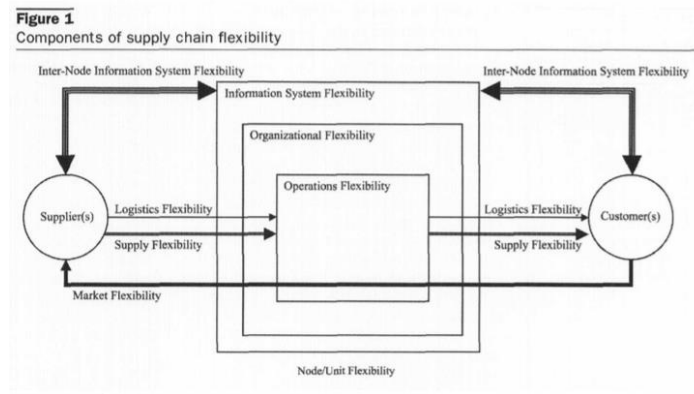 Figure 1
Components of supply chain flexibility
Inter-Node Information System Flexibility
Inter-Node Information System Flexibility
Information System Flexibility
Organizational Flexibility
Operations Flexibility
Supplier(s)
Logistics Flexibility
Logistics Flexibility
Customer(s)
Supply Flexibility
Supply Flexibility
Market Flexibility
Node/Unit Flexibility